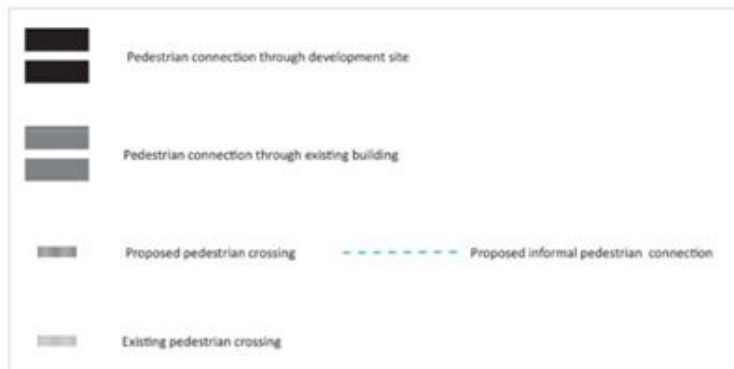 Pedestrian connection through development site
Pedestrian connection through existing building
Proposed pedestrian crossing
Proposed informal pedestrian connection
Existing pedestrian crossing